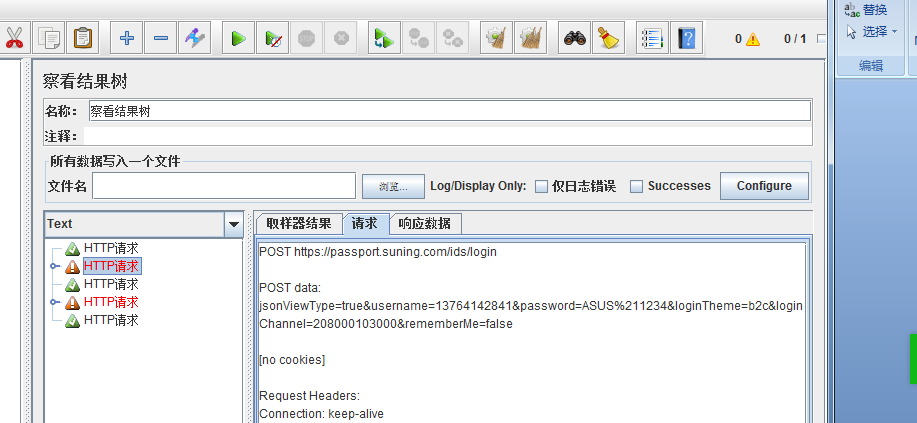 替换
选择
编辑
0
0 / 1
察看结果树
名称：
察看结果树
注释：
所有数据写入一个文件
文件名
浏览...
Log/Display Only:
仅日志错误
Successes
Configure
Text
取样器结果
请求
响应数据
HTTP请求
HTTP请求
HTTP请求
HTTP请求
HTTP请求
POST https://passport.suning.com/ids/login
POST data:
jsonViewType=true&username=13764142841&password=ASUS%211234&loginTheme=b2c&login
Channel=208000103000&rememberMe=false
[no cookies]
Request Headers:
Connection: keep-alive